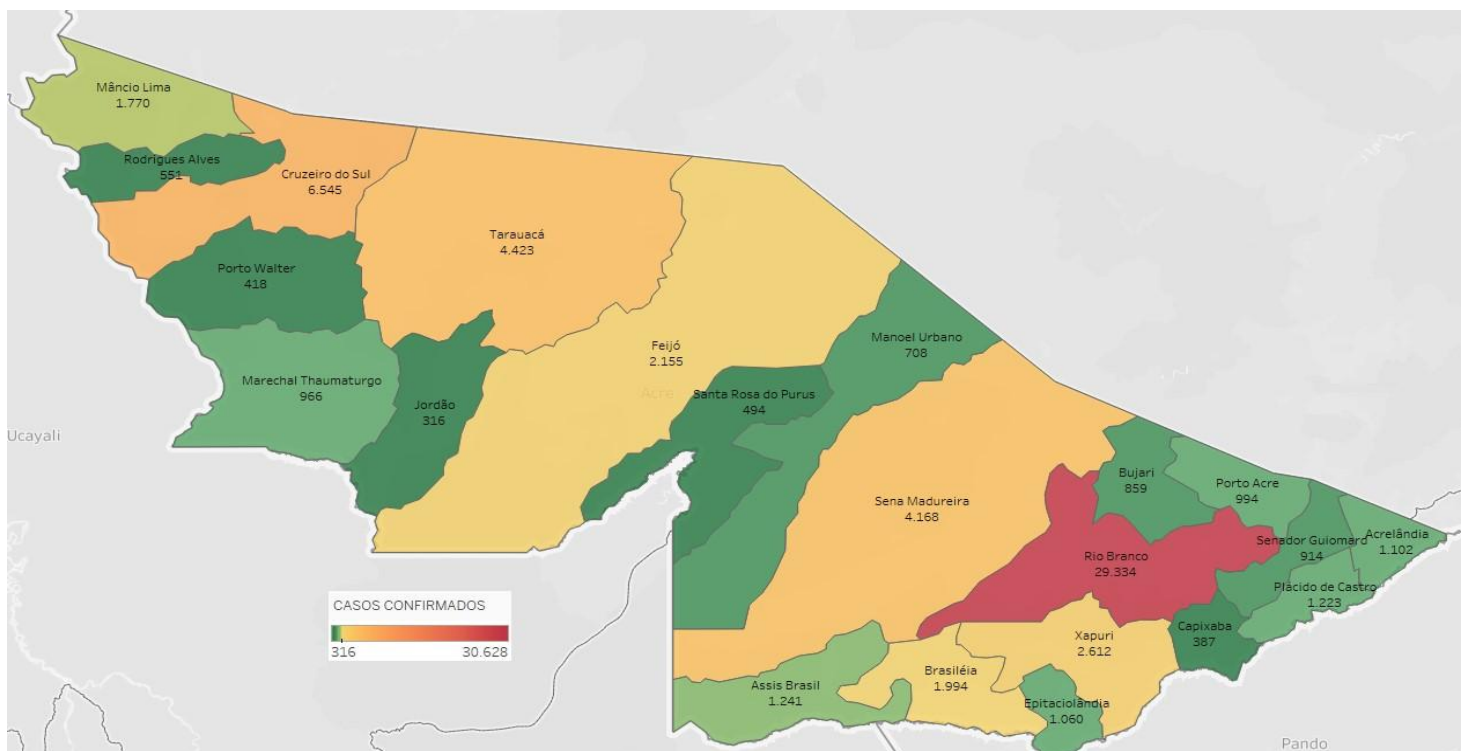 Mâncio Lima
1.770
Rodrigues Alves
551
Cruzeiro do Sul
6.545
Tarauacá
4.423
Porto Walter
418
Feijó
2.155
Manoel Urbano
708
Marechal Thaumaturgo
966
Jordão
316
Acre
Santa Rosa do Purus
494
Ucayali
Bujari
859
Porto Acre
994
Sena Madureira
4.168
Rio Branco
29.334
Senador Guiomard
914
Acrelândia
1.102
Plácido de Castro
1.223
CASOS CONFIRMADOS
316 30.628
Capixaba
387
Xapuri
2.612
Brasiléia
1.994
Assis Brasil
1.241
Epitaciolândia
1.060
Pando